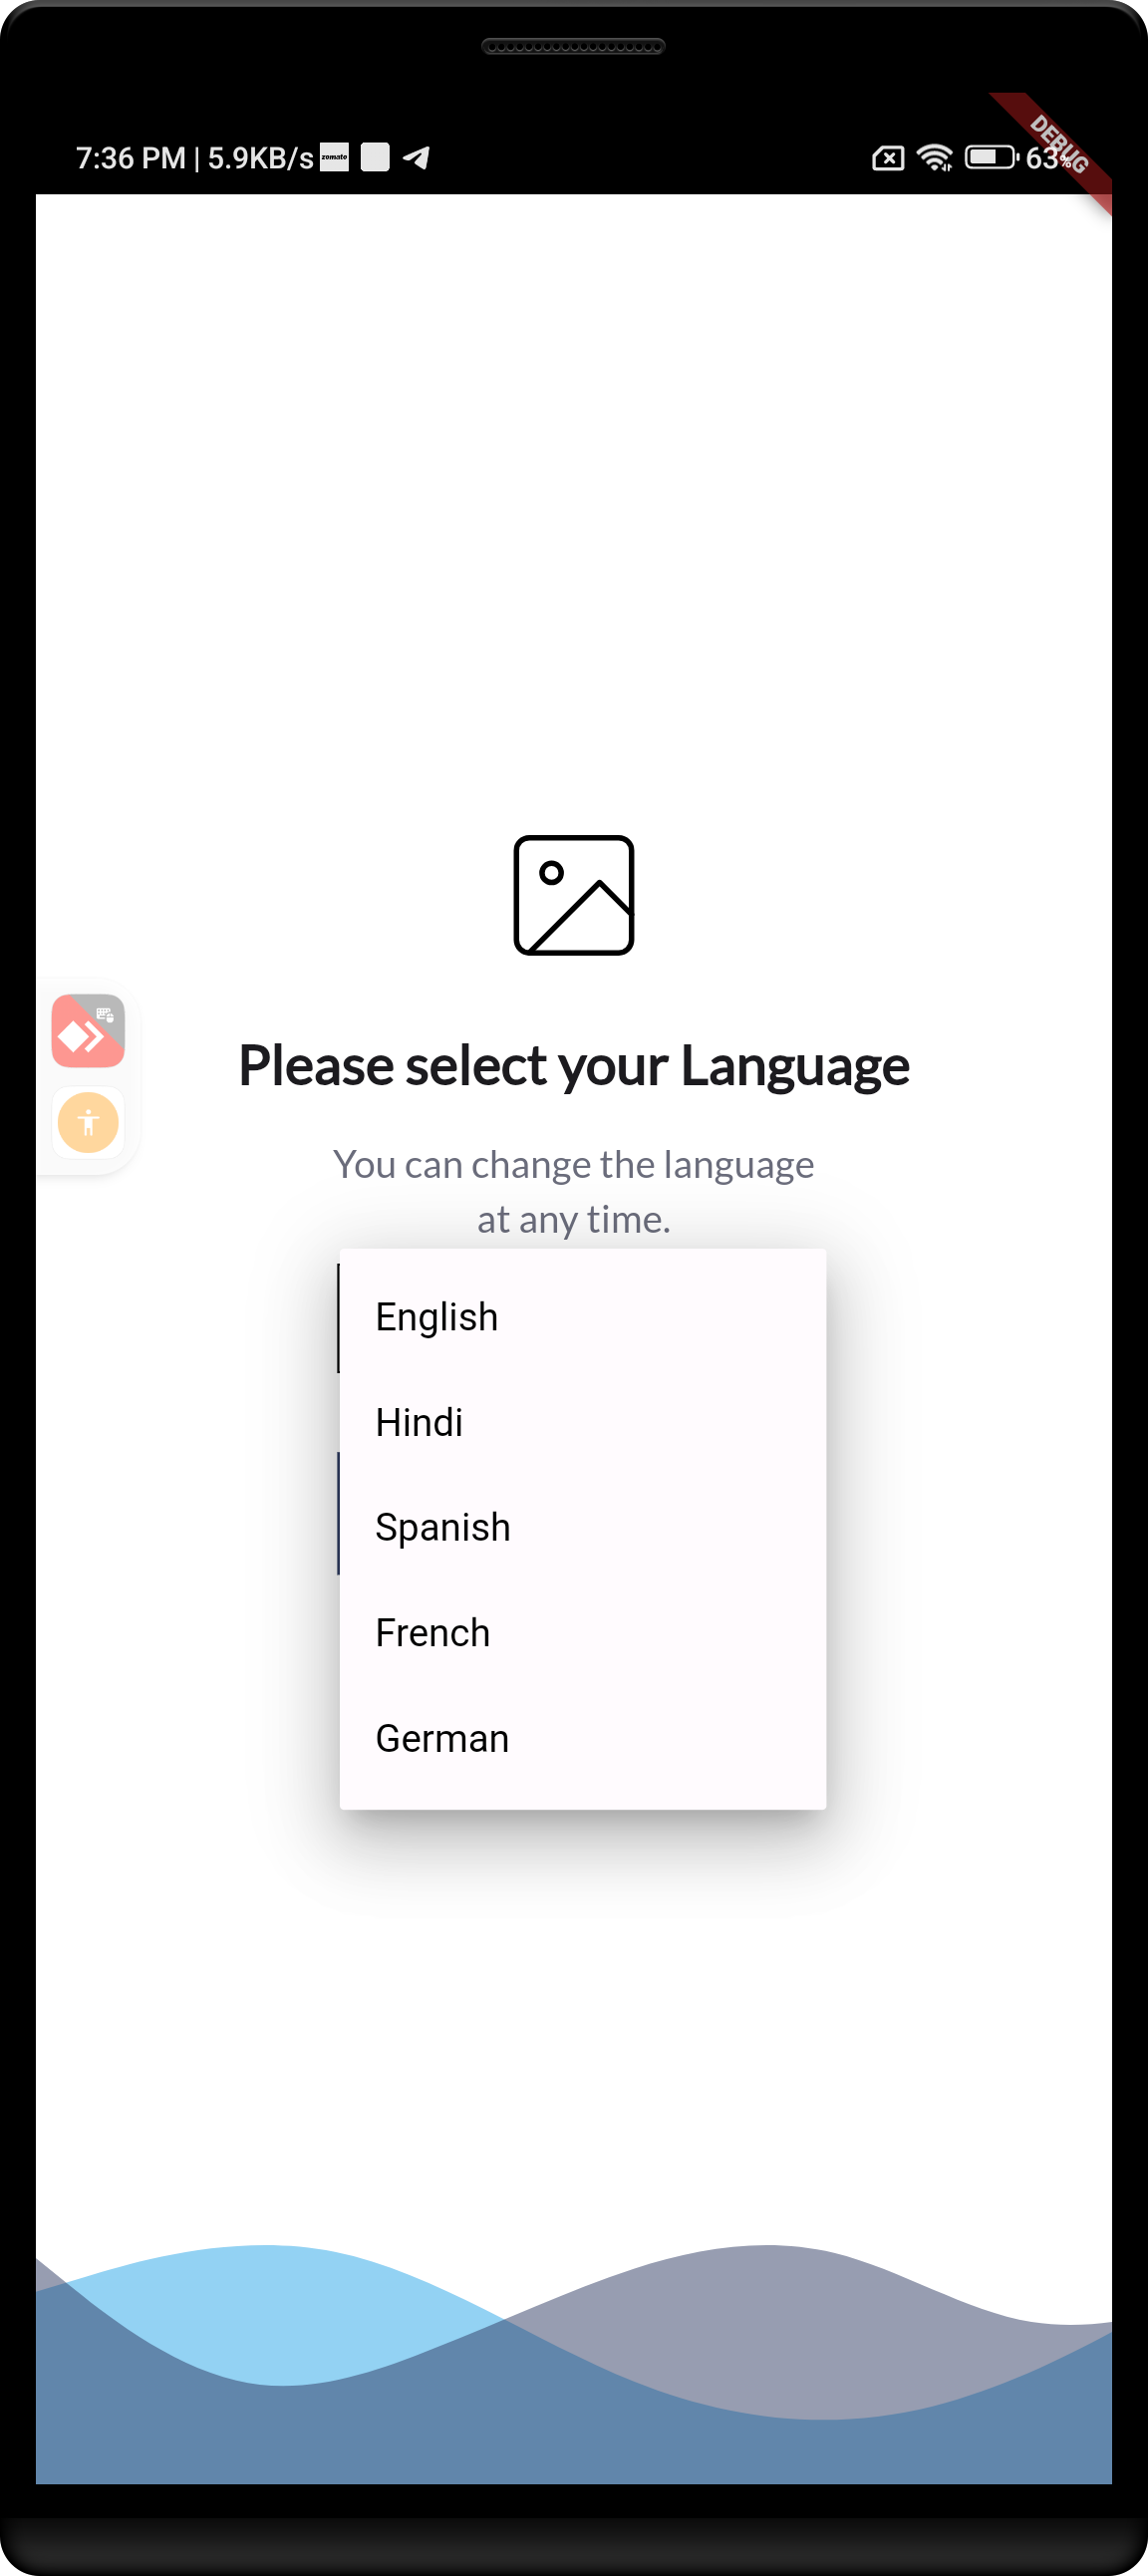 7:36 PM | 5.9KB/s zomato
63%
DEBUG
Please select your Language
You can change the language
at any time.
English
Hindi
Spanish
French
German